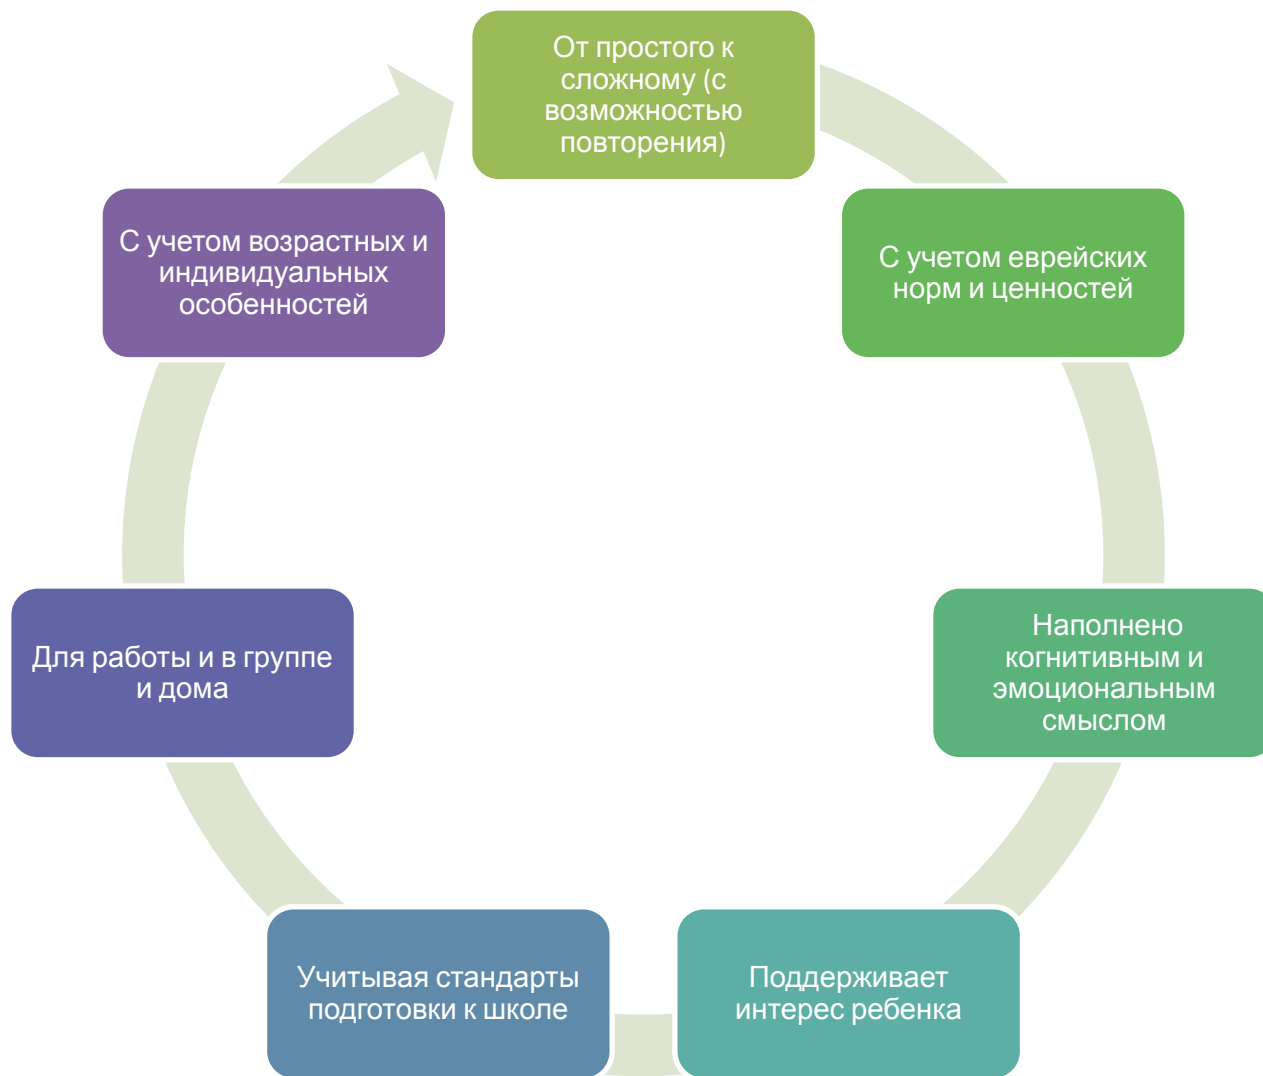 От простого к
сложному (с
возможностью
повторения)
С учетом еврейских
норм и ценностей
Наполнено
когнитивным и
эмоциональным
смыслом
Поддерживает
интерес ребенка
Учитывая стандарты
подготовки к школе
Для работы и в группе
и дома
С учетом возрастных и
индивидуальных
особенностей